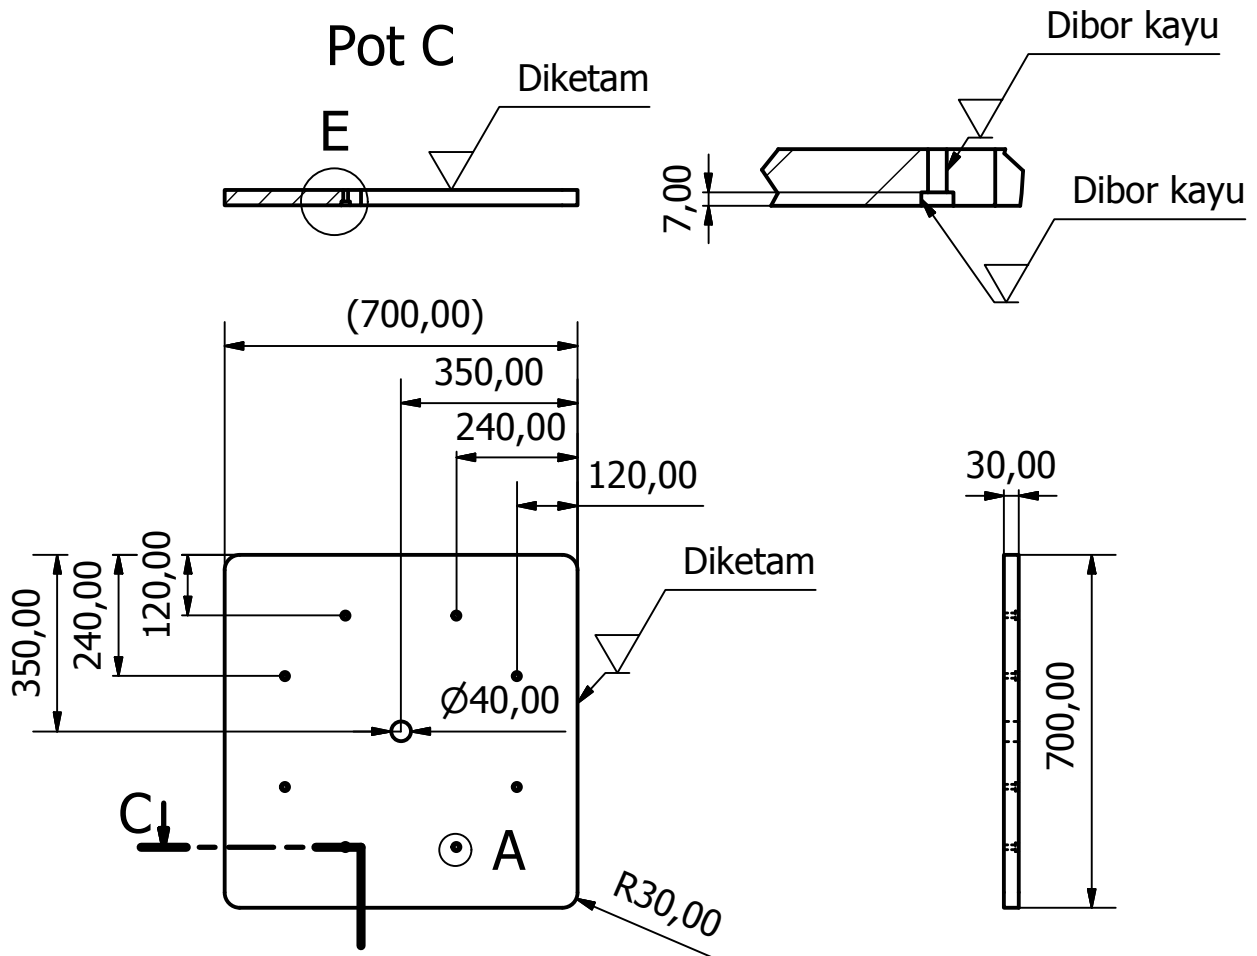 Pot C
Dibor kayu
Diketam
E
7,00
Dibor kayu
(700,00)
350,00
240,00
120,00
30,00
350,00
240,00
120,00
Diketam
Ø40,00
700,00
C
A
R30,00